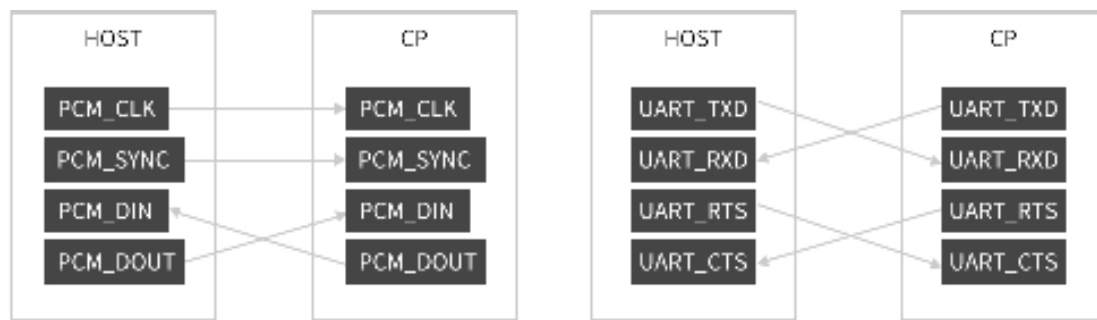 HOST CP HOST CP
PCM_CLK PCM_CLK UART_TXD UART_TXD
PCM_SYNC PCM_SYNC UART_RXD UART_RXD
PCM_DIN PCM_DIN UART_RTS UART_RTS
PCM_DOUT PCM_DOUT UART_CTS UART_CTS